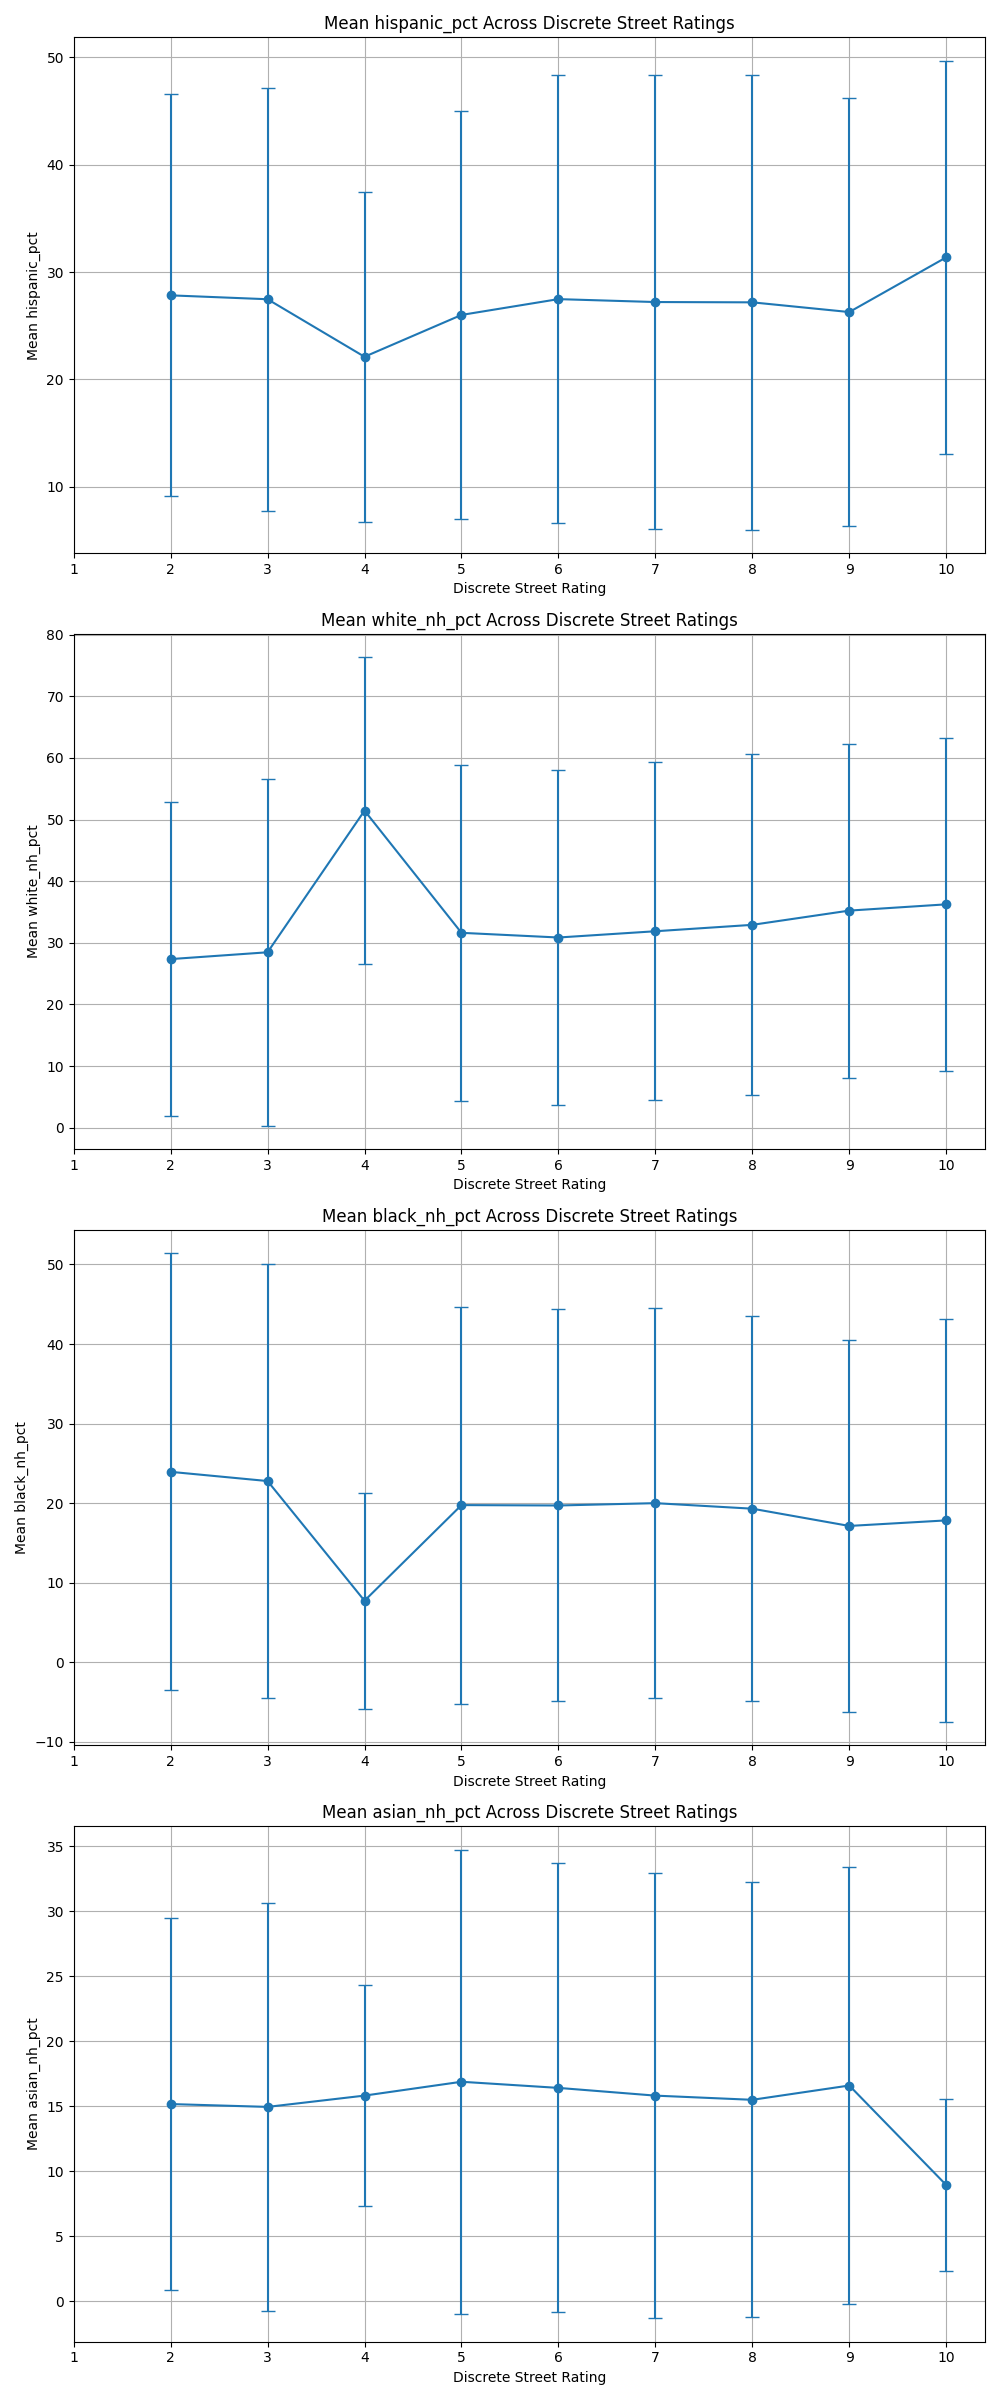 Mean hispanic_pct Across Discrete Street Ratings
50
40
30
20
10
Mean hispanic_pct
1 2 3 4 5 6 7 8 9 10
Discrete Street Rating
Mean white_nh_pct Across Discrete Street Ratings
80
70
60
50
40
30
20
10
0
Mean white_nh_pct
1 2 3 4 5 6 7 8 9 10
Discrete Street Rating
Mean black_nh_pct Across Discrete Street Ratings
50
40
30
20
10
0
−10
Mean black_nh_pct
1 2 3 4 5 6 7 8 9 10
Discrete Street Rating
Mean asian_nh_pct Across Discrete Street Ratings
35
30
25
20
15
10
5
0
Mean asian_nh_pct
1 2 3 4 5 6 7 8 9 10
Discrete Street Rating